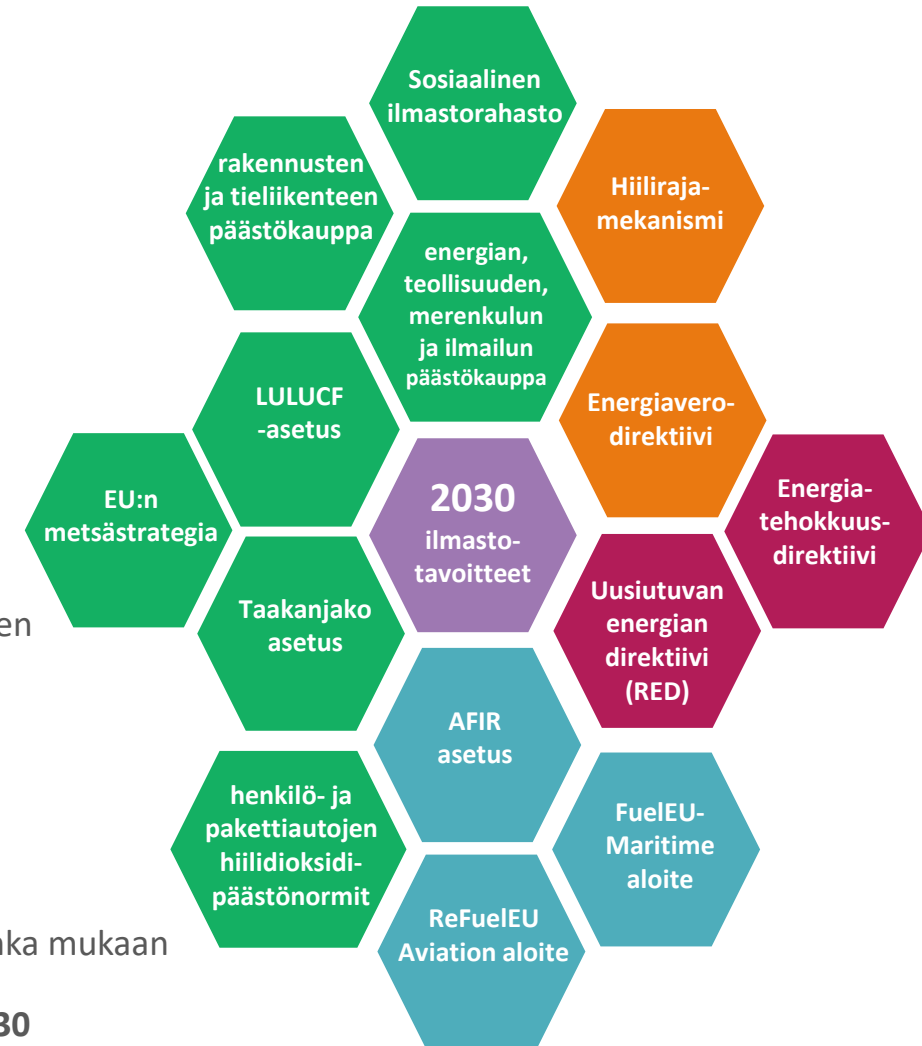 Sosiaalinen
ilmastorahasto
rakennusten
ja tieliikenteen
päästökauppa
Hiiliraja-
mekanismi
energian,
teollisuuden,
merenkulun
ja ilmailun
päästökauppa
LULUCF
-asetus
Energiavero-
direktiivi
EU:n
metsästrategia
2030
ilmasto-
tavoitteet
Energia-
tehokkuus-
direktiivi
Taakanjako
asetus
Uusiutuvan
energian
direktiivi
(RED)
en
AFIR
asetus
henkilö- ja
pakettiautojen
hiilidioksidi-
päästönormit
FuelEU-
Maritime
aloite
ReFuelEU
Aviation aloite
ka mukaan
30